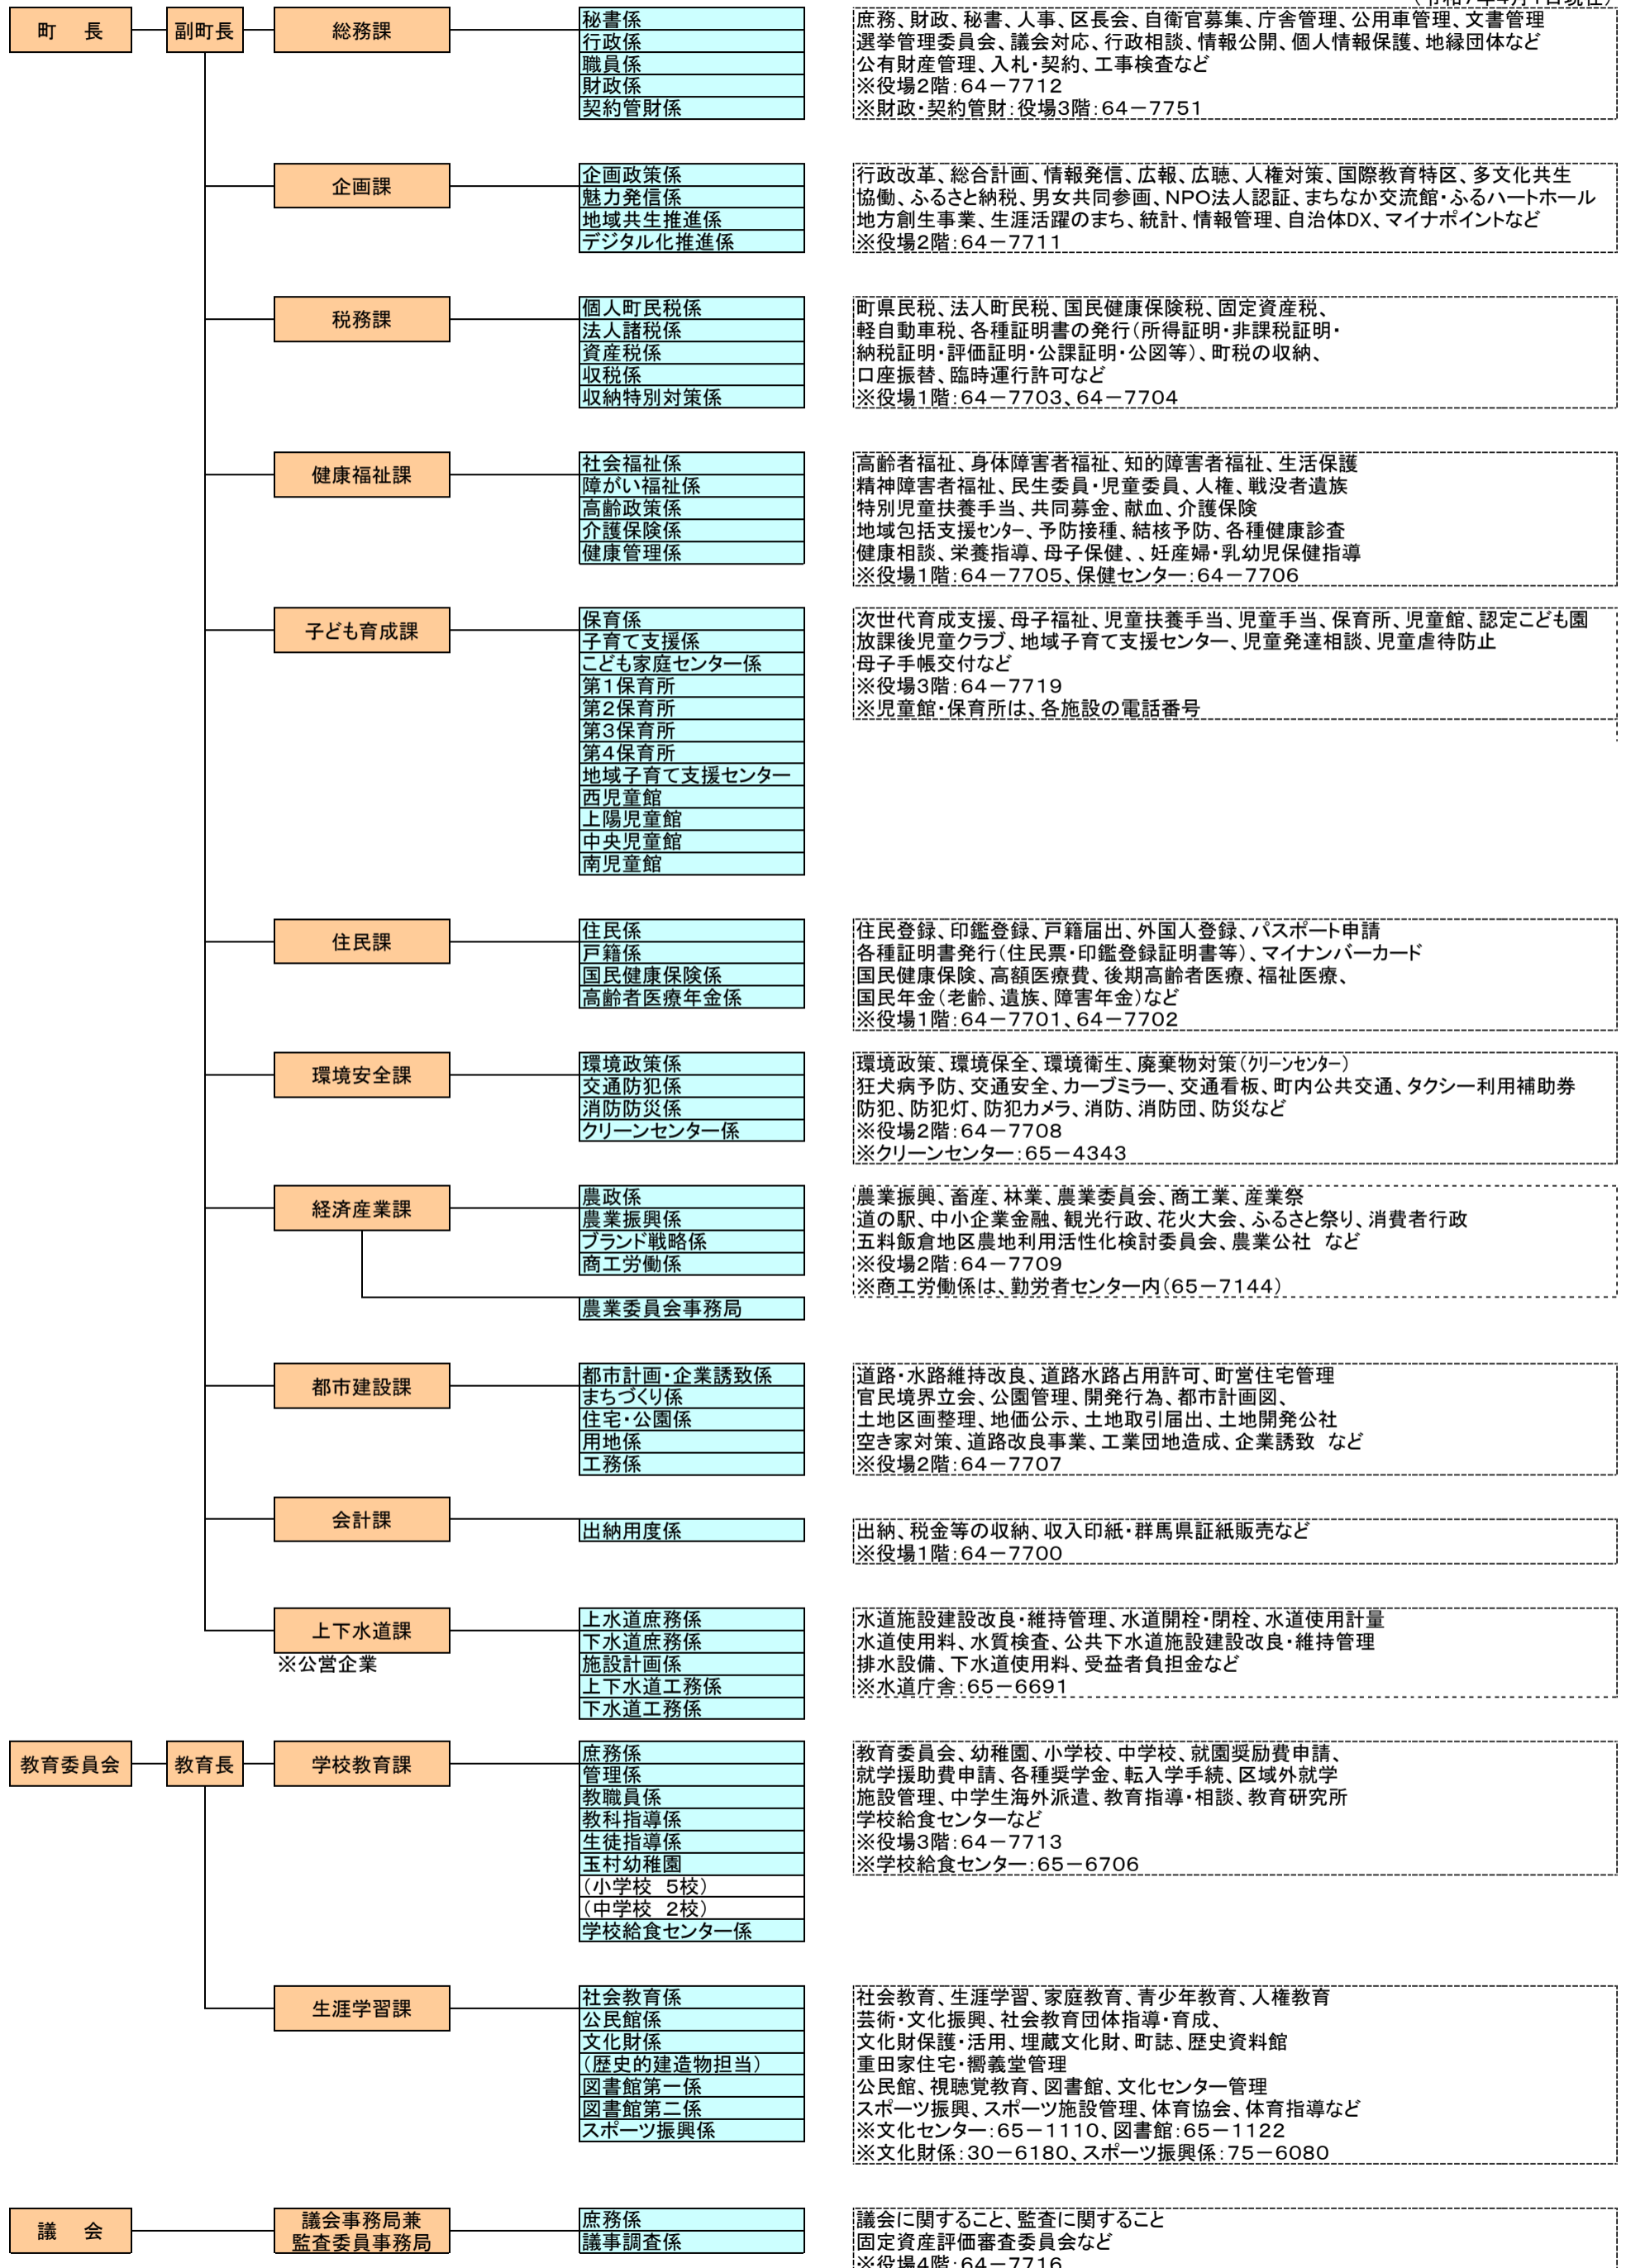 (令和7年4月1日現在)
町　長
副町長
総務課
秘書係
行政係
職員係
財政係
契約管財係
庶務、財政、秘書、人事、区長会、自衛官募集、庁舎管理、公用車管理、文書管理
選挙管理委員会、議会対応、行政相談、情報公開、個人情報保護、地縁団体など
公有財産管理、入札・契約、工事検査など
※役場2階:64-7712
※財政・契約管財:役場3階:64-7751
企画課
企画政策係
魅力発信係
地域共生推進係
デジタル化推進係
行政改革、総合計画、情報発信、広報、広聴、人権対策、国際教育特区、多文化共生
協働、ふるさと納税、男女共同参画、NPO法人認証、まちなか交流館・ふるハートホール
地方創生事業、生涯活躍のまち、統計、情報管理、自治体DX、マイナポイントなど
※役場2階:64-7711
税務課
個人町民税係
法人諸税係
資産税係
収税係
収納特別対策係
町県民税、法人町民税、国民健康保険税、固定資産税、
軽自動車税、各種証明書の発行(所得証明・非課税証明・
納税証明・評価証明・公課証明・公図等)、町税の収納、
口座振替、臨時運行許可など
※役場1階:64-7703、64-7704
健康福祉課
社会福祉係
障がい福祉係
高齢政策係
介護保険係
健康管理係
高齢者福祉、身体障害者福祉、知的障害者福祉、生活保護
精神障害者福祉、民生委員・児童委員、人権、戦没者遺族
特別児童扶養手当、共同募金、献血、介護保険
地域包括支援センター、予防接種、結核予防、各種健康診査
健康相談、栄養指導、母子保健、、妊産婦・乳幼児保健指導
※役場1階:64-7705、保健センター:64-7706
子ども育成課
保育係
子育て支援係
こども家庭センター係
第1保育所
第2保育所
第3保育所
第4保育所
地域子育て支援センター
西児童館
上陽児童館
中央児童館
南児童館
次世代育成支援、母子福祉、児童扶養手当、児童手当、保育所、児童館、認定こども園
放課後児童クラブ、地域子育て支援センター、児童発達相談、児童虐待防止
母子手帳交付など
※役場3階:64-7719
※児童館・保育所は、各施設の電話番号
住民課
住民係
戸籍係
国民健康保険係
高齢者医療年金係
住民登録、印鑑登録、戸籍届出、外国人登録、パスポート申請
各種証明書発行(住民票・印鑑登録証明書等)、マイナンバーカード
国民健康保険、高額医療費、後期高齢者医療、福祉医療、
国民年金(老齢、遺族、障害年金)など
※役場1階:64-7701、64-7702
環境安全課
環境政策係
交通防犯係
消防防災係
クリーンセンター係
環境政策、環境保全、環境衛生、廃棄物対策(クリーンセンター)
狂犬病予防、交通安全、カーブミラー、交通看板、町内公共交通、タクシー利用補助券
防犯、防犯灯、防犯カメラ、消防、消防団、防災など
※役場2階:64-7708
※クリーンセンター:65-4343
経済産業課
農政係
農業振興係
ブランド戦略係
商工労働係
農業委員会事務局
農業振興、畜産、林業、農業委員会、商工業、産業祭
道の駅、中小企業金融、観光行政、花火大会、ふるさと祭り、消費者行政
五料飯倉地区農地利用活性化検討委員会、農業公社　など
※役場2階:64-7709
※商工労働係は、勤労者センター内(65-7144)
都市建設課
都市計画・企業誘致係
まちづくり係
住宅・公園係
用地係
工務係
道路・水路維持改良、道路水路占用許可、町営住宅管理
官民境界立会、公園管理、開発行為、都市計画図、
土地区画整理、地価公示、土地取引届出、土地開発公社
空き家対策、道路改良事業、工業団地造成、企業誘致　など
※役場2階:64-7707
会計課
出納用度係
出納、税金等の収納、収入印紙・群馬県証紙販売など
※役場1階:64-7700
上下水道課
※公営企業
上水道庶務係
下水道庶務係
施設計画係
上下水道工務係
下水道工務係
水道施設建設改良・維持管理、水道開栓・閉栓、水道使用計量
水道使用料、水質検査、公共下水道施設建設改良・維持管理
排水設備、下水道使用料、受益者負担金など
※水道庁舎:65-6691
教育委員会
教育長
学校教育課
庶務係
管理係
教職員係
教科指導係
生徒指導係
玉村幼稚園
(小学校　5校)
(中学校　2校)
学校給食センター係
教育委員会、幼稚園、小学校、中学校、就園奨励費申請、
就学援助費申請、各種奨学金、転入学手続、区域外就学
施設管理、中学生海外派遣、教育指導・相談、教育研究所
学校給食センターなど
※役場3階:64-7713
※学校給食センター:65-6706
生涯学習課
社会教育係
公民館係
文化財係
(歴史的建造物担当)
図書館第一係
図書館第二係
スポーツ振興係
社会教育、生涯学習、家庭教育、青少年教育、人権教育
芸術・文化振興、社会教育団体指導・育成、
文化財保護・活用、埋蔵文化財、町誌、歴史資料館
重田家住宅・嚮義堂管理
公民館、視聴覚教育、図書館、文化センター管理
スポーツ振興、スポーツ施設管理、体育協会、体育指導など
※文化センター:65-1110、図書館:65-1122
※文化財係:30-6180、スポーツ振興係:75-6080
議　会
議会事務局兼
監査委員事務局
庶務係
議事調査係
議会に関すること、監査に関すること
固定資産評価審査委員会など
※役場4階:64-7716